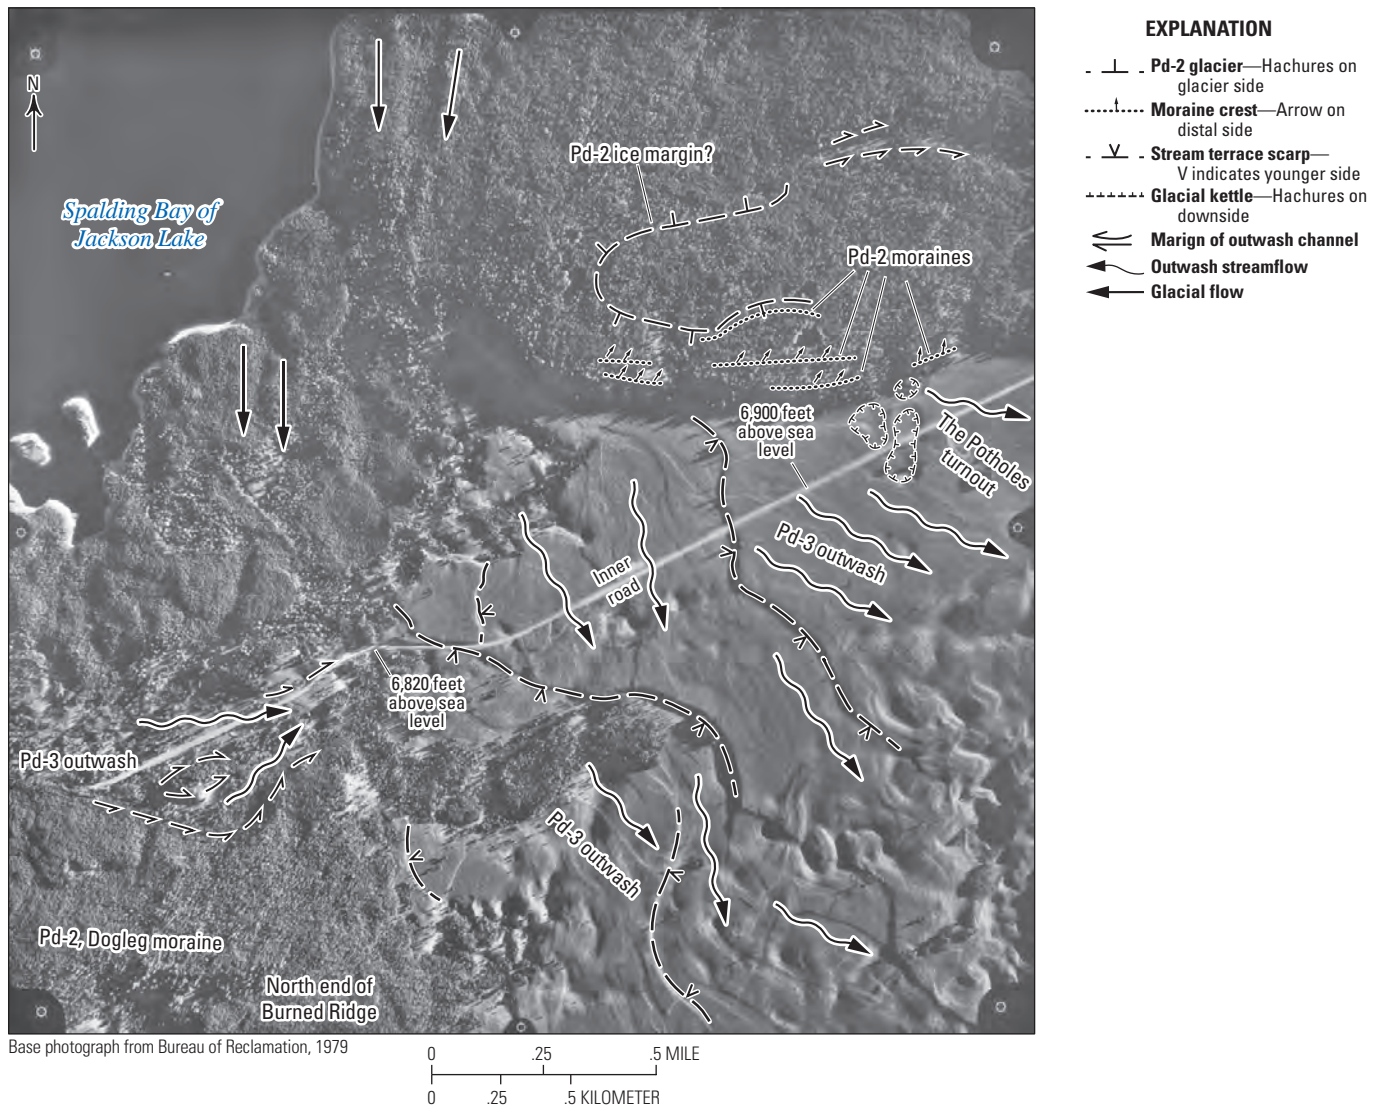 N
Spalding Bay of
Jackson Lake
Pd-2 ice margin?
Pd-2 moraines
6,900 feet
above sea
level
The Potholes
turnout
Pd-3 outwash
Inner
road
6,820 feet
above sea
level
Pd-3 outwash
Pd-3 outwash
Pd-2, Dogleg moraine
North end of
Burned Ridge
Base photograph from Bureau of Reclamation, 1979
0 .25 .5 MILE
0 .25 .5 KILOMETER
EXPLANATION
Pd-2 glacier—Hachures on
glacier side
Moraine crest—Arrow on
distal side
Stream terrace scarp—
V indicates younger side
Glacial kettle—Hachures on
downside
Marign of outwash channel
Outwash streamflow
Glacial flow